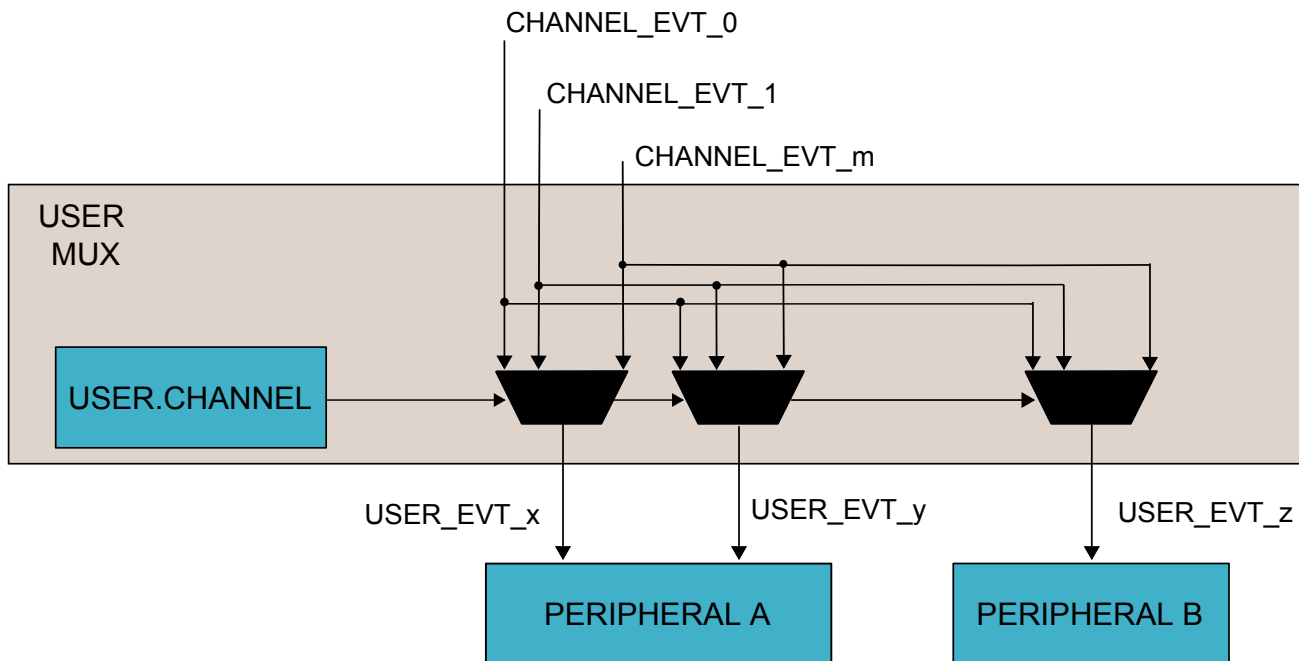 CHANNEL_EVT_0
CHANNEL_EVT_1
CHANNEL_EVT_m
USER
MUX
USER.CHANNEL
USER_EVT_x
USER_EVT_y
USER_EVT_z
PERIPHERAL A
PERIPHERAL B